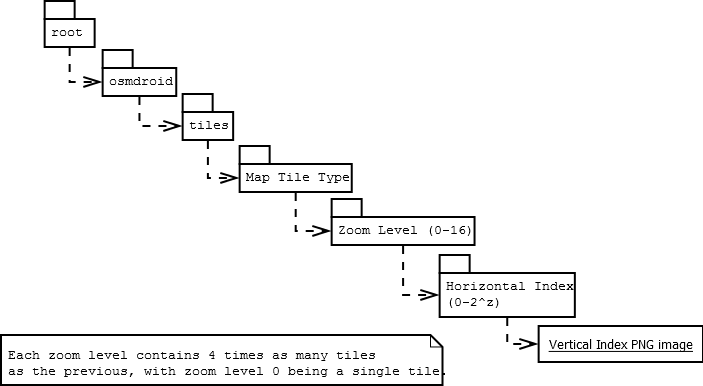 root
osmdroid
tiles
Map Tile Type
Zoom Level (0-16)
Horizontal Index
(0-2^z)
Vertical Index PNG image
Each zoom level contains 4 times as many tiles
as the previous, with zoom level 0 being a single tile.